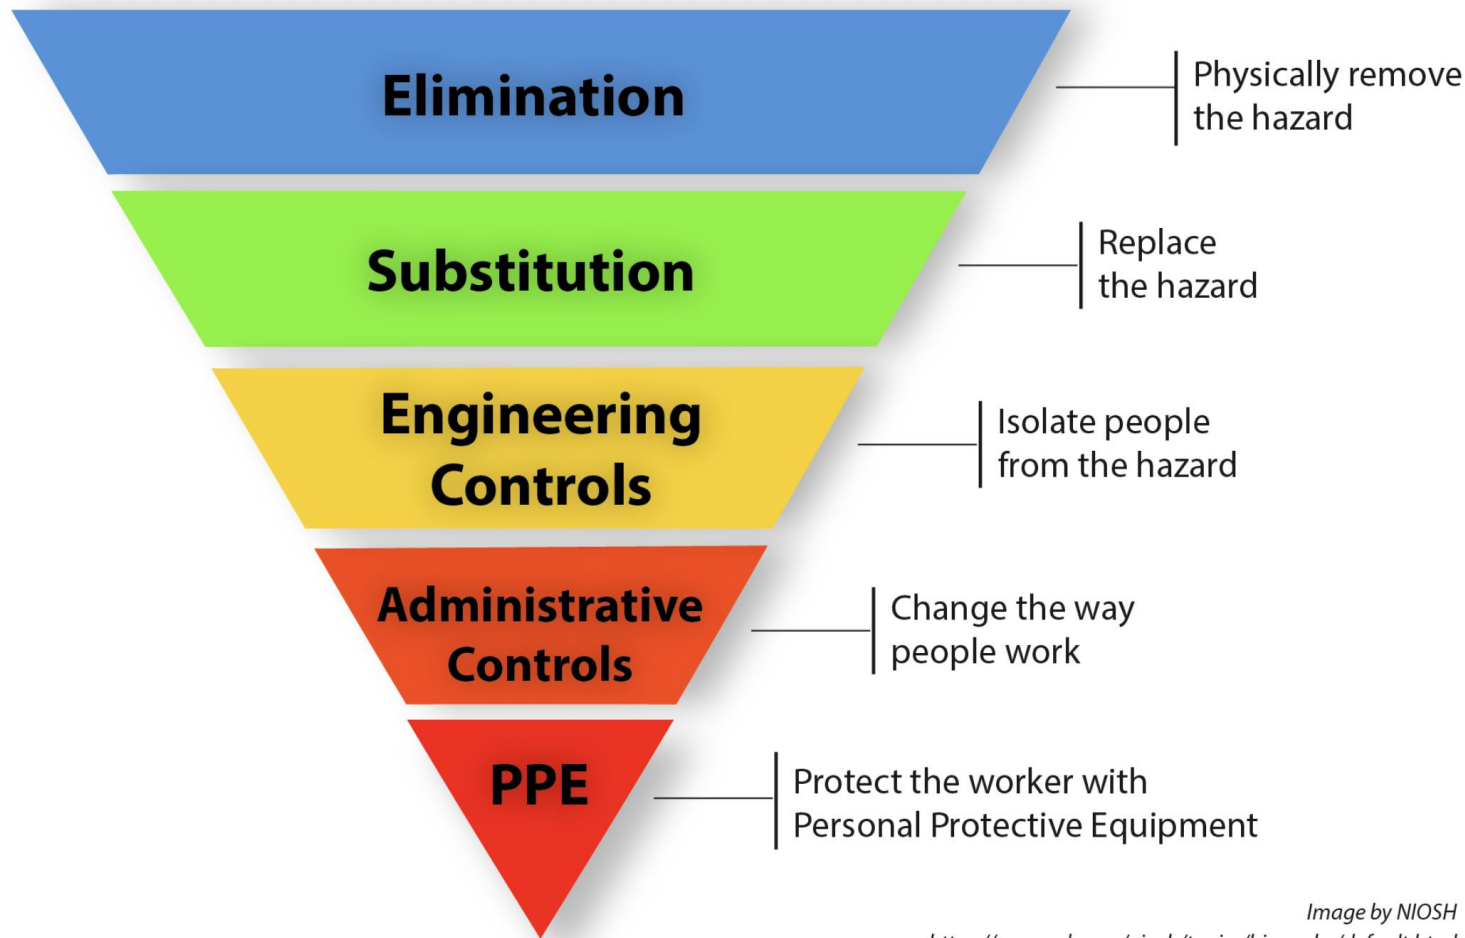 Elimination
Physically remove
the hazard
Substitution
Replace
the hazard
Engineering
Controls
Isolate people
from the hazard
Administrative
Controls
Change the way
people work
PPE
Protect the worker with
Personal Protective Equipment
Image by NIOSH